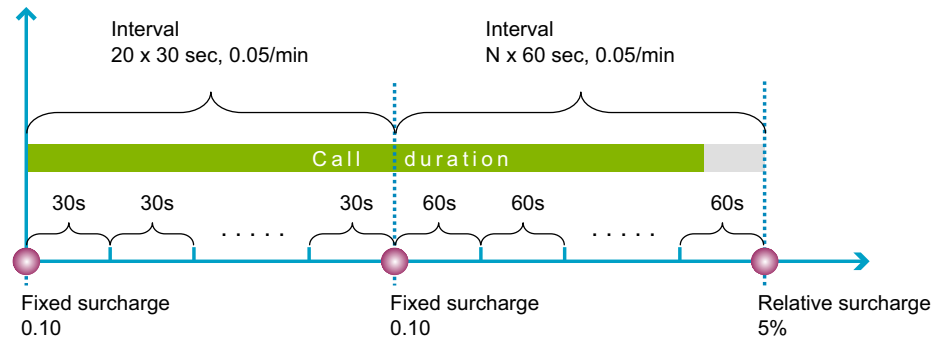 Interval
20 x 30 sec, 0.05/min
Interval
N x 60 sec, 0.05/min
Call duration
30s 30s . . . . . 30s 60s 60s . . . . . 60s
Fixed surcharge
0.10
Fixed surcharge
0.10
Relative surcharge
5%